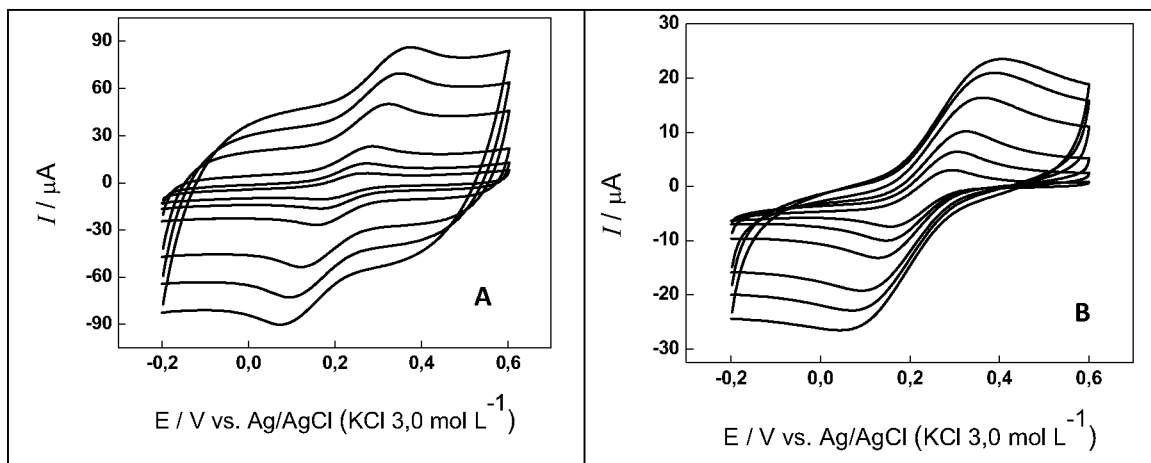 90
60
30
0
-30
-60
-90
I / µA
-0,2 0,0 0,2 0,4 0,6
E / V vs. Ag/AgCl (KCl 3,0 mol L-1)
A
30
20
10
0
-10
-20
-30
I / µA
-0,2 0,0 0,2 0,4 0,6
E / V vs. Ag/AgCl (KCl 3,0 mol L-1)
B